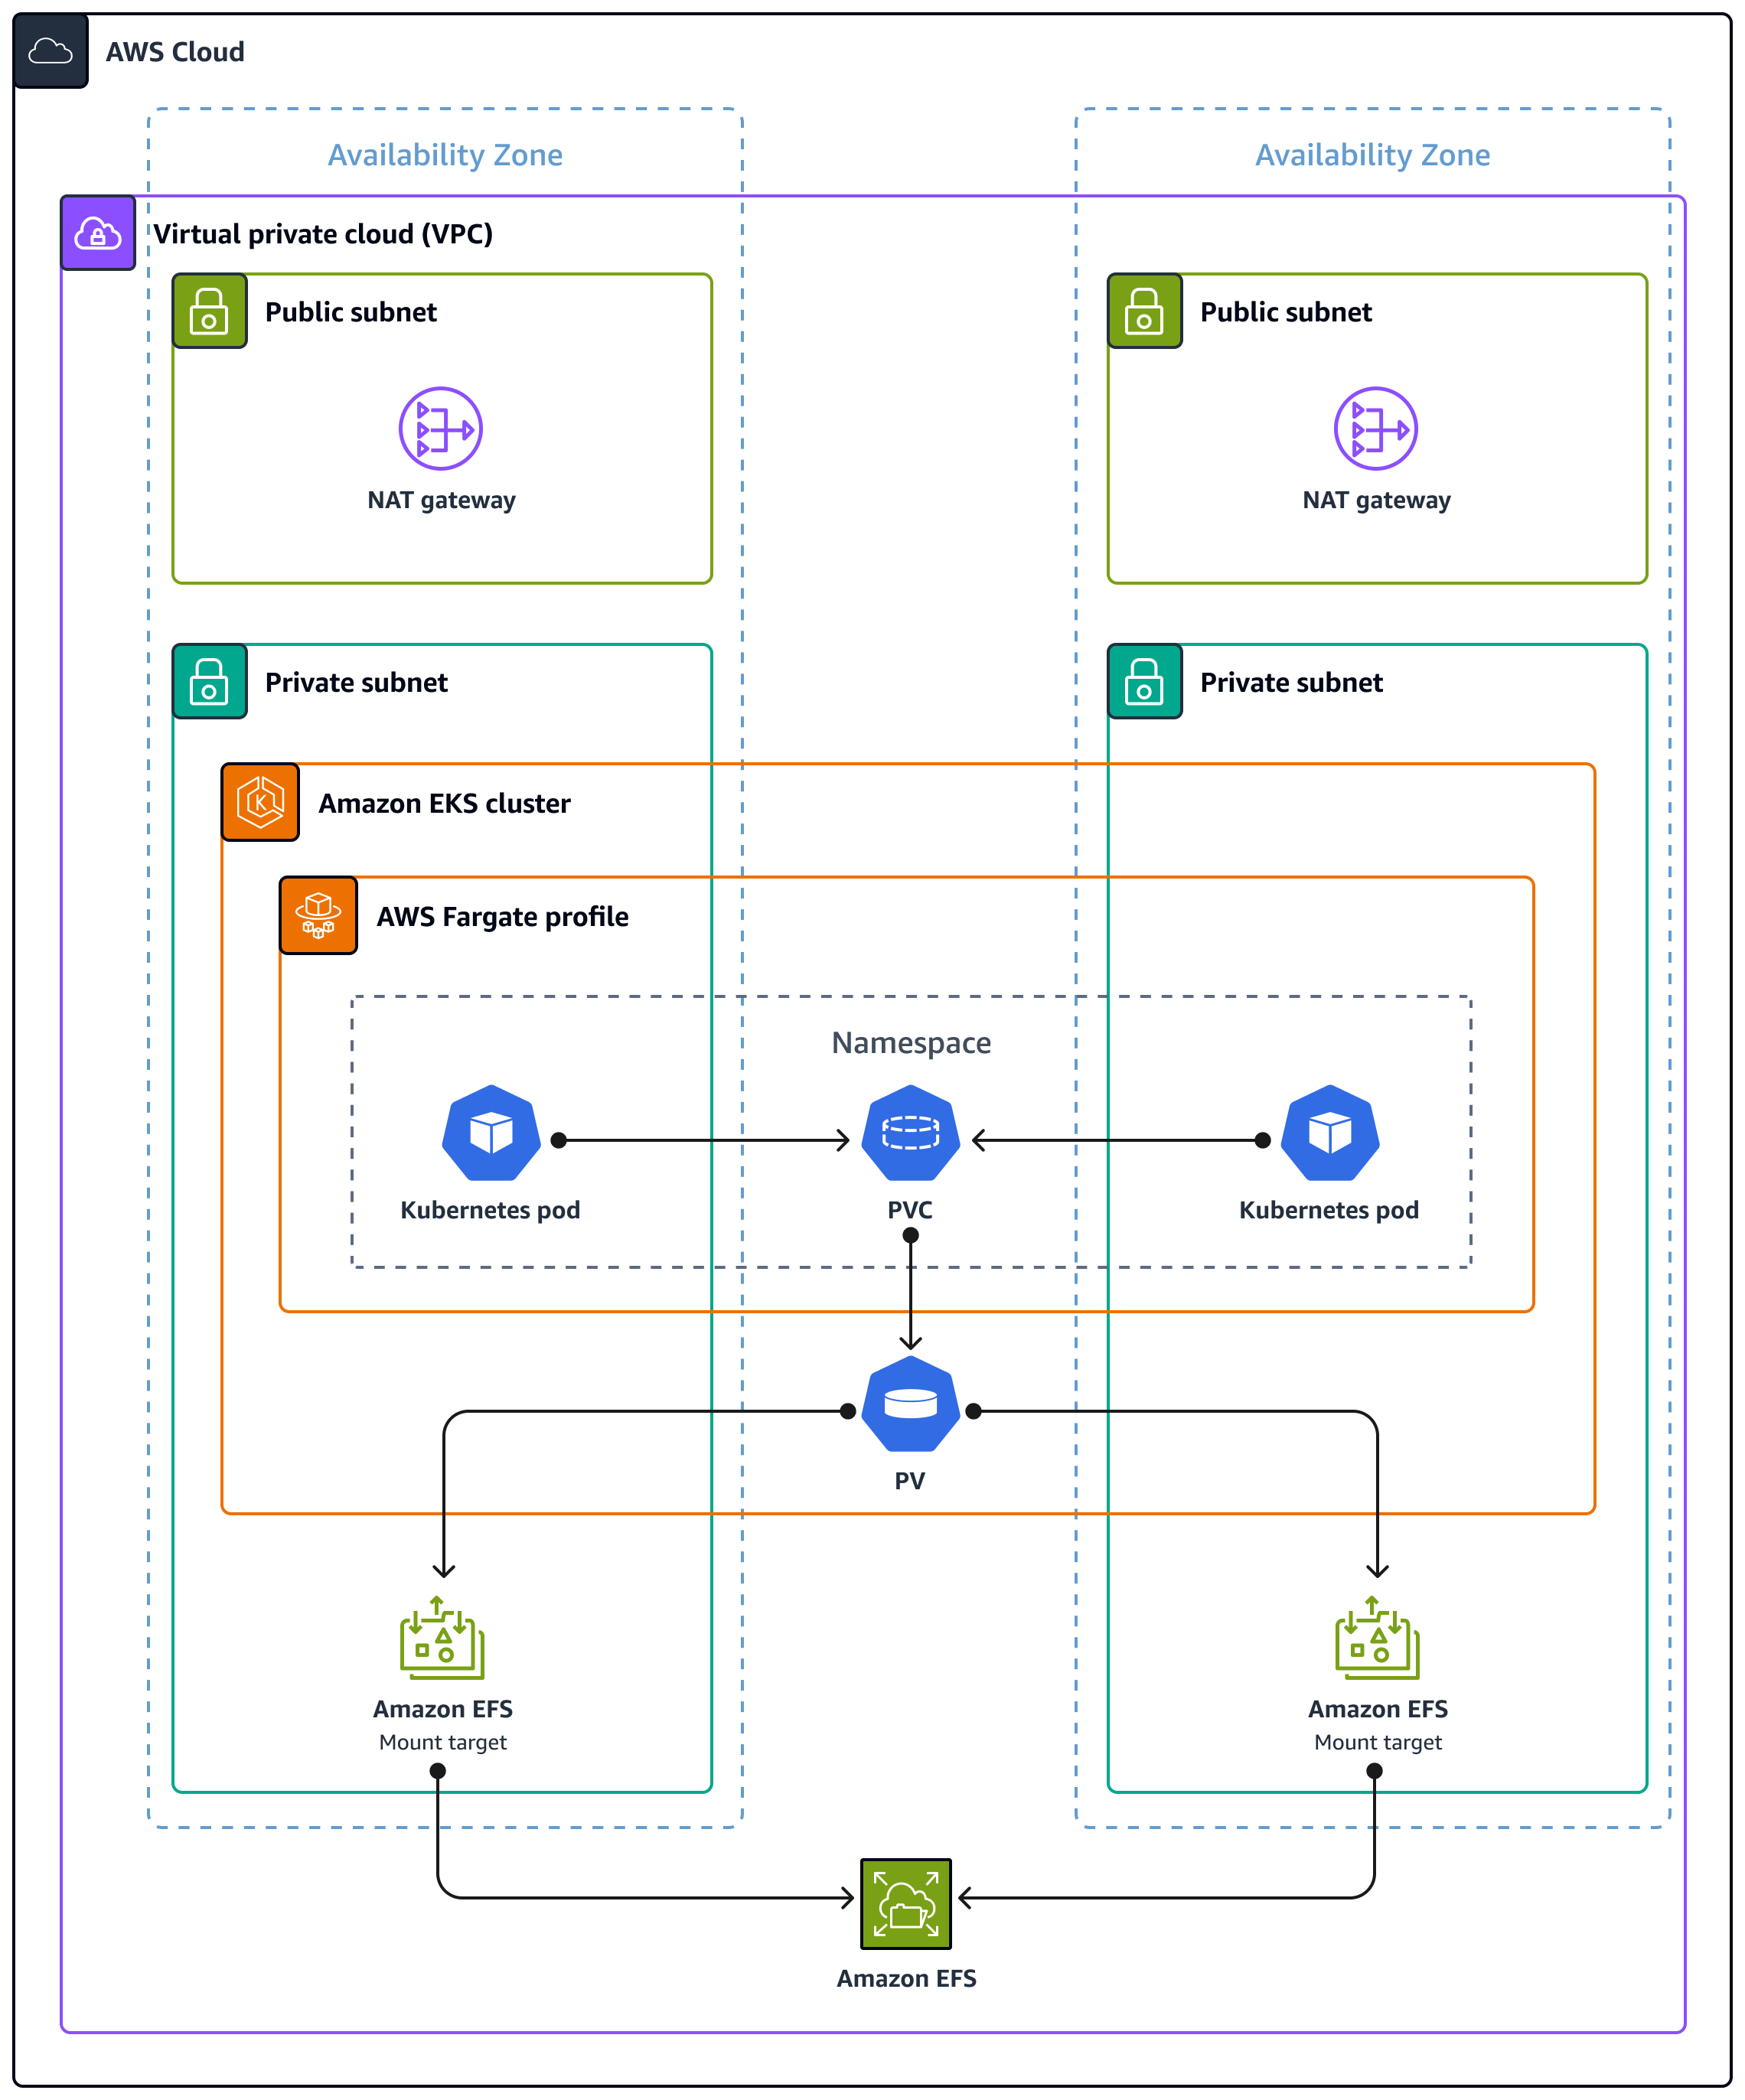 AWS Cloud
Availability Zone
Availability Zone
Virtual private cloud (VPC)
Public subnet
Public subnet
NAT gateway
NAT gateway
Private subnet
Private subnet
Amazon EKS cluster
AWS Fargate profile
Namespace
Kubernetes pod
PVC
Kubernetes pod
PV
Amazon EFS
Mount target
Amazon EFS
Mount target
Amazon EFS